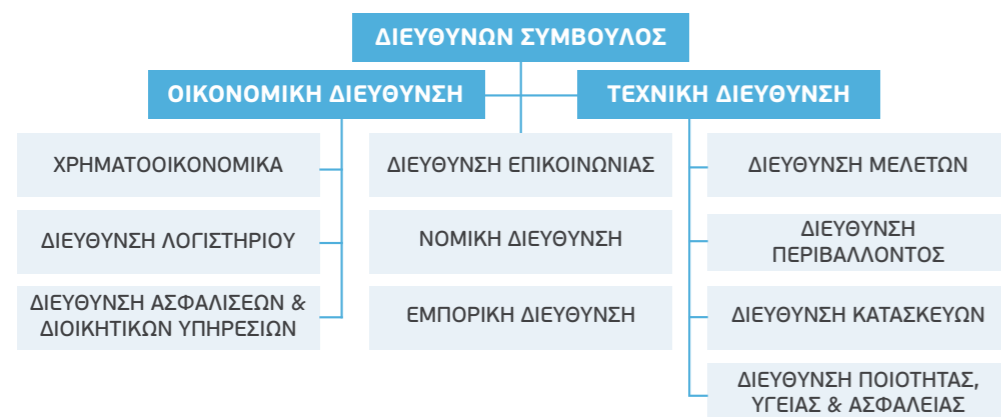 ΔΙΕΥΘΥΝΩΝ ΣΥΜΒΟΥΛΟΣ
ΟΙΚΟΝΟΜΙΚΗ ΔΙΕΥΘΥΝΣΗ
ΤΕΧΝΙΚΗ ΔΙΕΥΘΥΝΣΗ
ΧΡΗΜΑΤΟΟΙΚΟΝΟΜΙΚΑ
ΔΙΕΥΘΥΝΣΗ ΛΟΓΙΣΤΗΡΙΟΥ
ΔΙΕΥΘΥΝΣΗ ΑΣΦΑΛΙΣΕΩΝ &
ΔΙΟΙΚΗΤΙΚΩΝ ΥΠΗΡΕΣΙΩΝ
ΔΙΕΥΘΥΝΣΗ ΕΠΙΚΟΙΝΩΝΙΑΣ
ΝΟΜΙΚΗ ΔΙΕΥΘΥΝΣΗ
ΕΜΠΟΡΙΚΗ ΔΙΕΥΘΥΝΣΗ
ΔΙΕΥΘΥΝΣΗ ΜΕΛΕΤΩΝ
ΔΙΕΥΘΥΝΣΗ
ΠΕΡΙΒΑΛΛΟΝΤΟΣ
ΔΙΕΥΘΥΝΣΗ ΚΑΤΑΣΚΕΥΩΝ
ΔΙΕΥΘΥΝΣΗ ΠΟΙΟΤΗΤΑΣ,
ΥΓΕΙΑΣ & ΑΣΦΑΛΕΙΑΣ